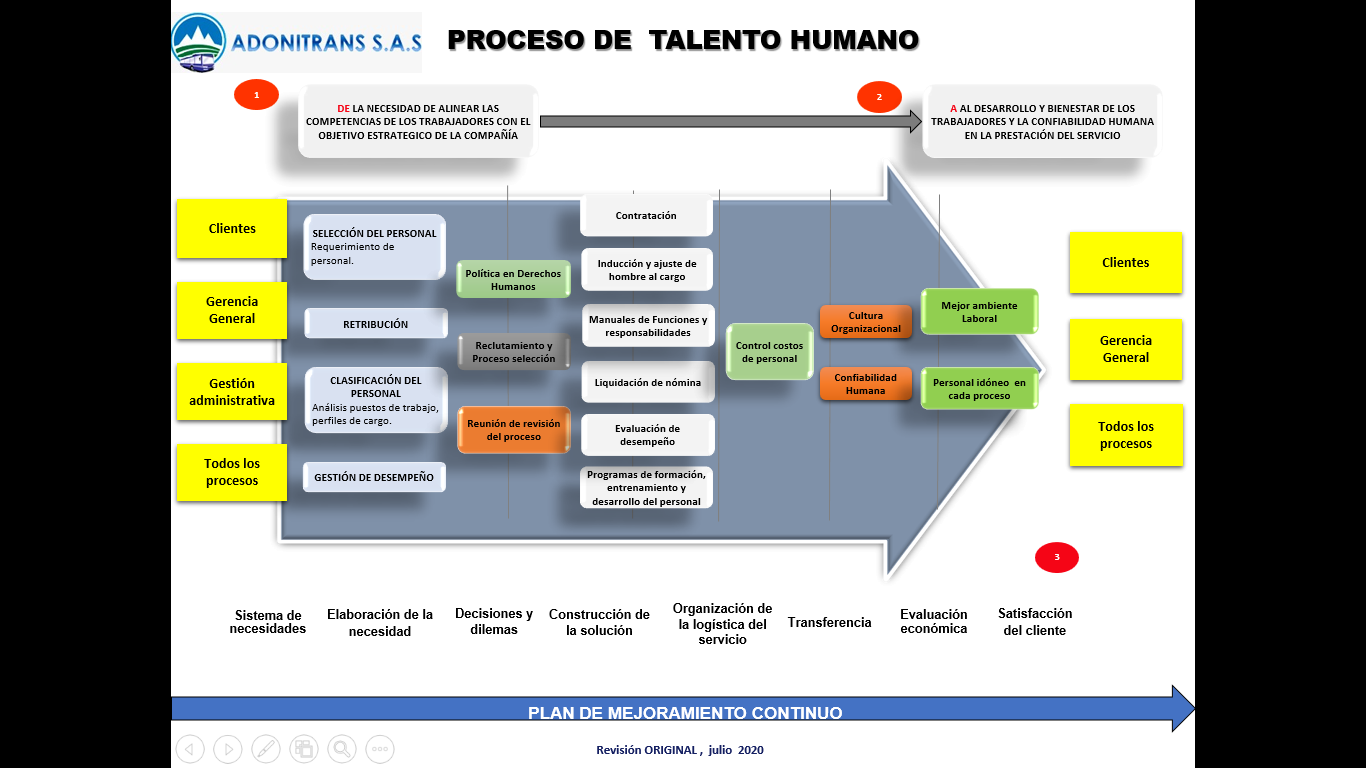 ADONITRANS S.A.S
PROCESO DE TALENTO HUMANO
1
DE LA NECESIDAD DE ALINEAR LAS
COMPETENCIAS DE LOS TRABAJADORES CON EL
OBJETIVO ESTRATEGICO DE LA COMPAÑÍA
2
A AL DESARROLLO Y BIENESTAR DE LOS
TRABAJADORES Y LA CONFIABILIDAD HUMANA
EN LA PRESTACIÓN DEL SERVICIO
Clientes
Gerencia
General
Gestión
administrativa
Todos los
procesos
SELECCIÓN DEL PERSONAL
Requerimiento de
personal.
RETRIBUCIÓN
CLASIFICACIÓN DEL
PERSONAL
Análisis puestos de trabajo,
perfiles de cargo.
GESTIÓN DE DESEMPEÑO
Política en Derechos
Humanos
Reclutamiento y
Proceso selección
Reunión de revisión
del proceso
Contratación
Inducción y ajuste de
hombre al cargo
Manuales de Funciones y
responsabilidades
Liquidación de nómina
Evaluación de
desempeño
Programas de formación,
entrenamiento y
desarrollo del personal
Control costos
de personal
Cultura
Organizacional
Confiabilidad
Humana
Mejor ambiente
Laboral
Personal idóneo en
cada proceso
Clientes
Gerencia
General
Todos los
procesos
3
Sistema de
necesidades
Elaboración de la
necesidad
Decisiones y
dilemas
Construcción de
la solución
Organización de
la logística del
servicio
Transferencia
Evaluación
económica
Satisfacción
del cliente
PLAN DE MEJORAMIENTO CONTINUO
Revisión ORIGINAL , julio 2020